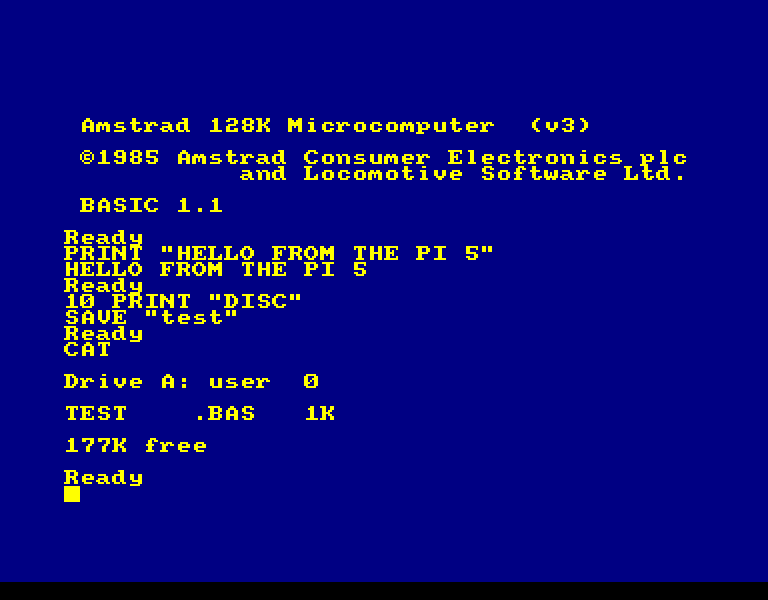 Amstrad 128K Microcomputer  (v3)
©1985 Amstrad Consumer Electronics plc
and Locomotive Software Ltd.
BASIC 1.1
Ready
PRINT "HELLO FROM THE PI 5"
HELLO FROM THE PI 5
Ready
10 PRINT "DISC"
SAVE "test"
Ready
CAT
Drive A: user  0
TEST    .BAS   1K
177K free
Ready